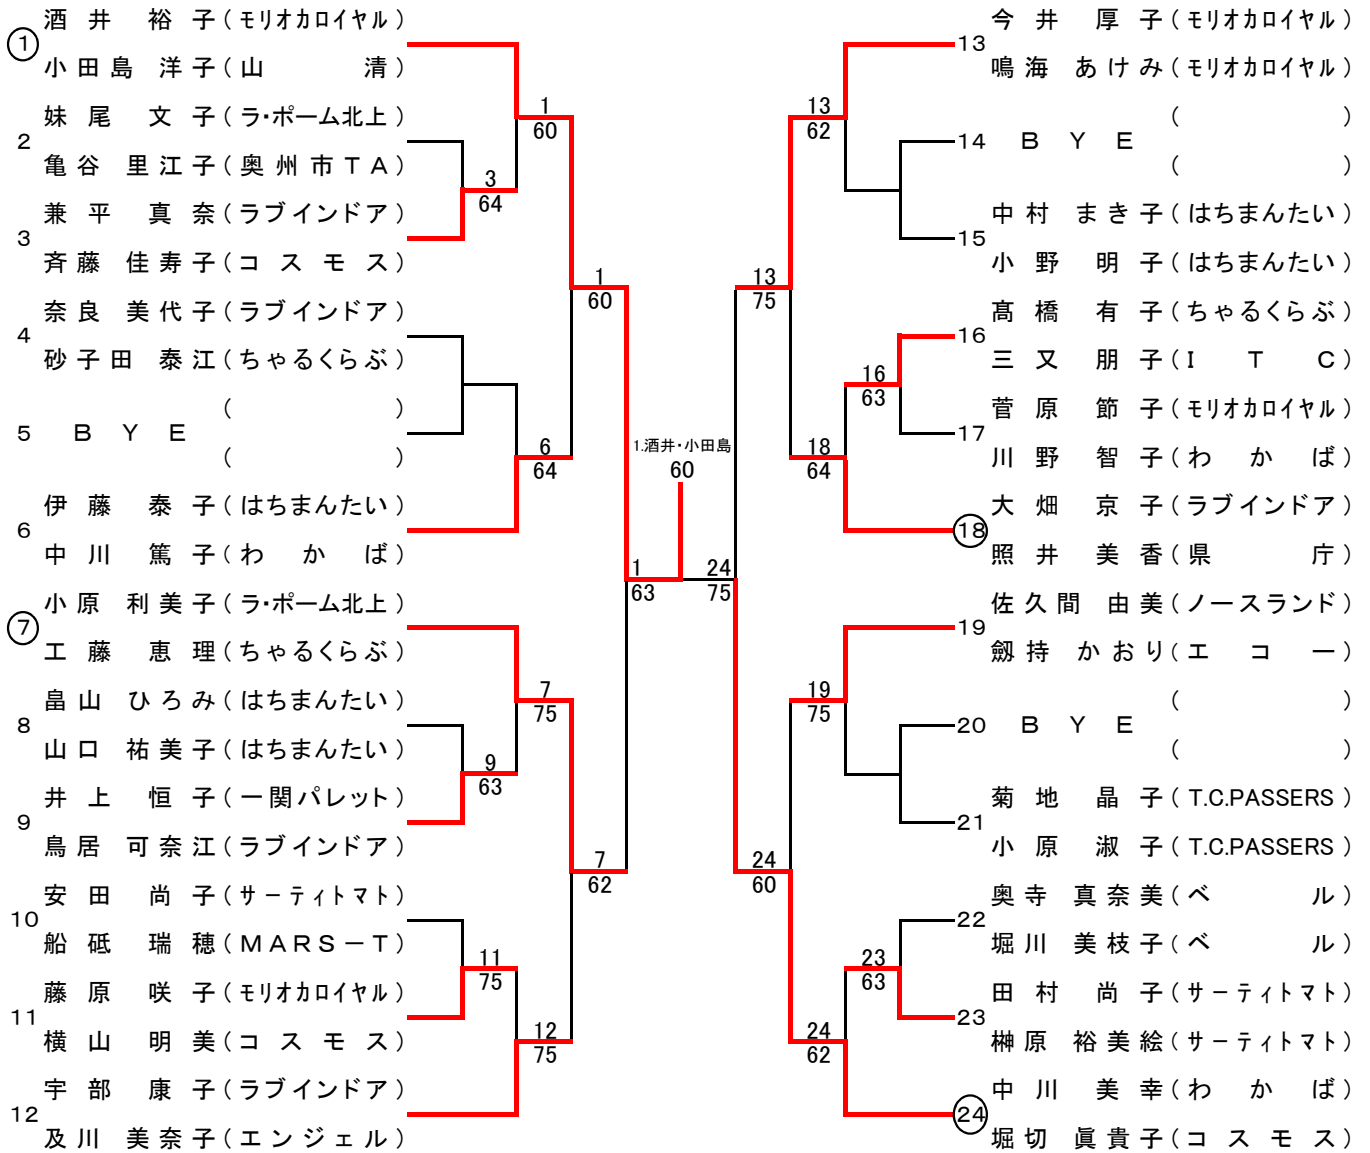 酒井 裕子(モリオカロイヤル)
① 小田島 洋子(山 清)
妹尾 文子(ラ・ポーム北上)
2
亀谷 里江子(奥州市TA)
兼平 真奈(ラブインドア)
3
斉藤 佳寿子(コスモス)
奈良 美代子(ラブインドア)
4
砂子田 泰江(ちゃるくらぶ)
( )
5 BYE
( )
伊藤 泰子(はちまんたい)
6
中川 篤子(わかば)
小原 利美子(ラ・ポーム北上)
⑦
工藤 恵理(ちゃるくらぶ)
畠山 ひろみ(はちまんたい)
8
山口 祐美子(はちまんたい)
井上 恒子(一関パレット)
9
鳥居 可奈江(ラブインドア)
安田 尚子(サーティトマト)
10
船砥 瑞穂(MARS-T)
藤原 咲子(モリオカロイヤル)
11
横山 明美(コスモス)
宇部 康子(ラブインドア)
12
及川 美奈子(エンジェル)
3
64
9
63
11
75
1
60
6
64
7
75
12
75
1
60
7
62
1
63
1.酒井・小田島
60
24
75
13
75
24
60
13
62
18
64
19
75
24
62
16
63
23
63
今井 厚子(モリオカロイヤル)
13
鳴海 あけみ(モリオカロイヤル)
( )
14 BYE
( )
中村 まき子(はちまんたい)
15
小野 明子(はちまんたい)
髙橋 有子(ちゃるくらぶ)
16
三又 朋子(ITC)
菅原 節子(モリオカロイヤル)
17
川野 智子(わかば)
大畑 京子(ラブインドア)
⑱
照井 美香(県庁)
佐久間 由美(ノースランド)
19
劔持 かおり(エコー)
( )
20 BYE
( )
菊地 晶子(T.C.PASSERS)
21
小原 淑子(T.C.PASSERS)
奥寺 真奈美(ベル)
22
堀川 美枝子(ベル)
田村 尚子(サーティトマト)
23
榊原 裕美絵(サーティトマト)
中川 美幸(わかば)
㉔
堀切 眞貴子(コスモス)